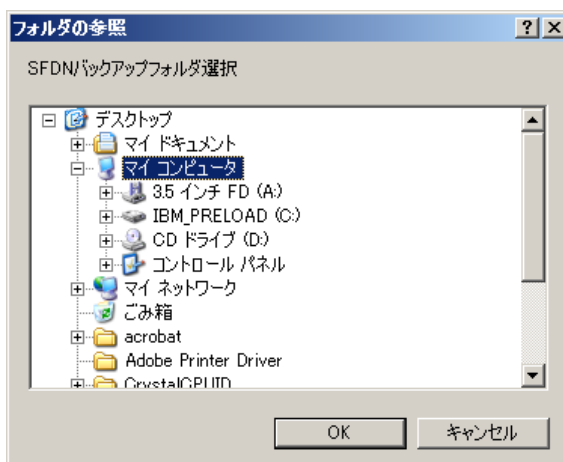 フォルダの参照
SFDNバックアップフォルダ選択
デスクトップ
マイ ドキュメント
マイ コンピュータ
3.5 インチ FD (A:)
IBM_PRELOAD (C:)
CD ドライブ (D:)
コントロール パネル
マイ ネットワーク
ごみ箱
acrobat
Adobe Printer Driver
CrystalCPUID
OK
キャンセル